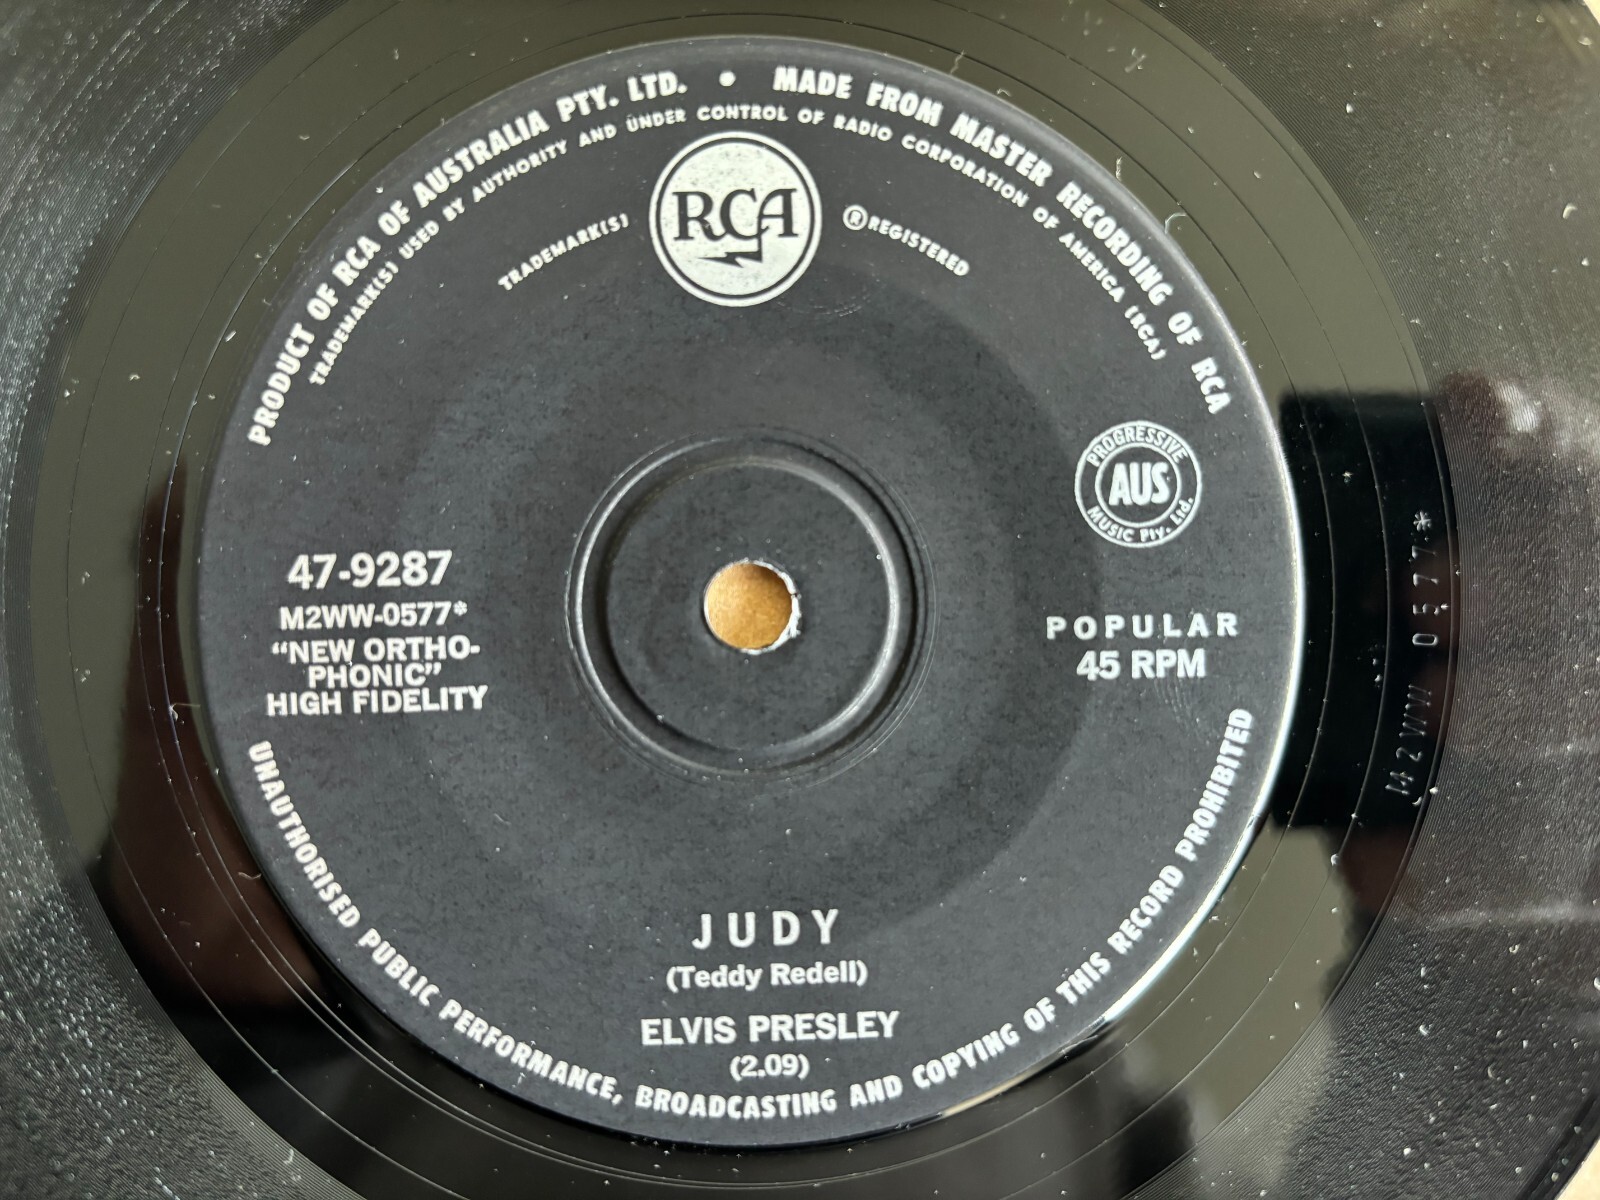 PRODUCT OF RCA OF AUSTRALIA PTY. LTD. • MADE FROM MASTER RECORDING OF RCA
TRADEMARK(S) USED BY AUTHORITY AND UNDER CONTROL OF RADIO CORPORATION OF AMERICA (RCA)
TRADEMARK(S)
RCA
® REGISTERED
PROGRESSIVE
AUS
MUSIC Pty. Ltd.
47-9287
M2WW-0577*
"NEW ORTHO-
PHONIC"
HIGH FIDELITY
POPULAR
45 RPM
JUDY
(Teddy Redell)
ELVIS PRESLEY
(2.09)
UNAUTHORISED PUBLIC PERFORMANCE, BROADCASTING AND COPYING OF THIS RECORD PROHIBITED
M2WW 0577*